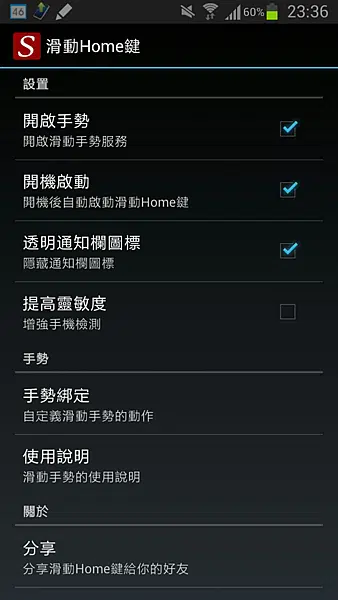 46
60%
23:36
S
滑動Home鍵
設置
開啟手勢
開啟滑動手勢服務
開機啟動
開機後自動啟動滑動Home鍵
透明通知欄圖標
隱藏通知欄圖標
提高靈敏度
增強手機檢測
手勢
手勢綁定
自定義滑動手勢的動作
使用說明
滑動手勢的使用說明
關於
分享
分享滑動Home鍵給你的好友